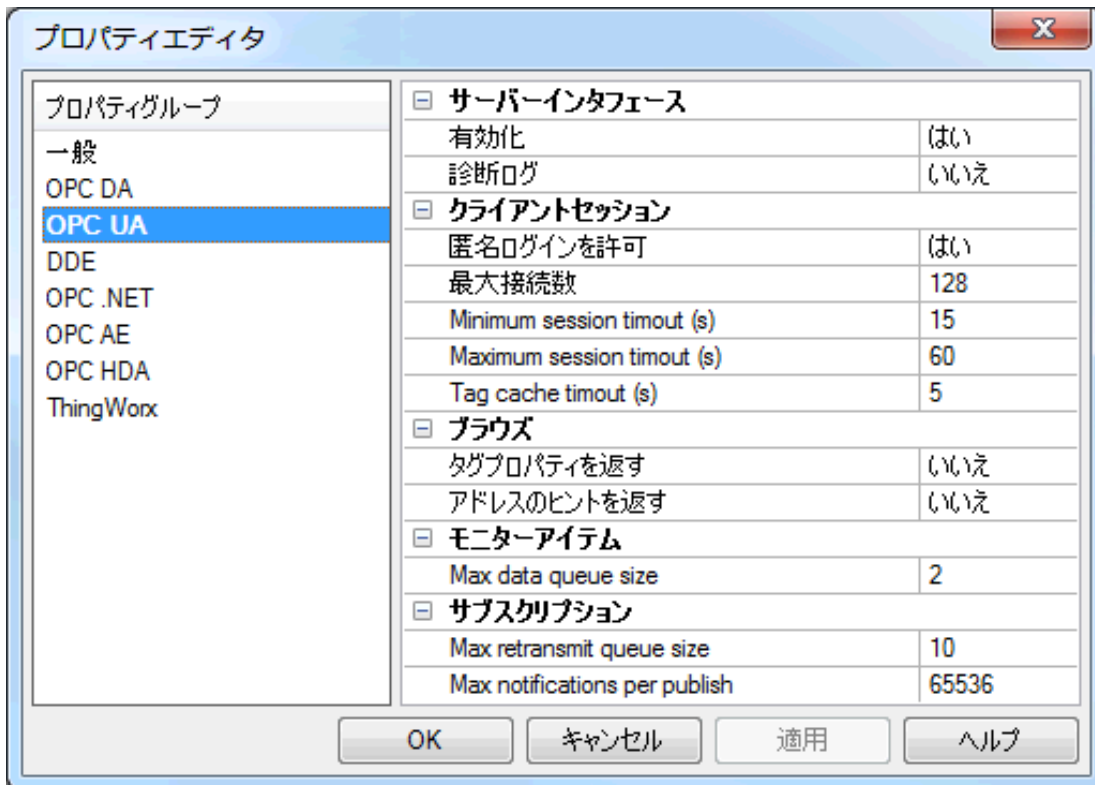 プロパティエディタ
プロパティグループ
一般
OPC DA
OPC UA
DDE
OPC .NET
OPC AE
OPC HDA
ThingWorx
サーバーインタフェース
有効化 はい
診断ログ いいえ
クライアントセッション
匿名ログインを許可 はい
最大接続数 128
Minimum session timout (s) 15
Maximum session timout (s) 60
Tag cache timout (s) 5
ブラウズ
タグプロパティを返す いいえ
アドレスのヒントを返す いいえ
モニターアイテム
Max data queue size 2
サブスクリプション
Max retransmit queue size 10
Max notifications per publish 65536
OK キャンセル 適用 ヘルプ